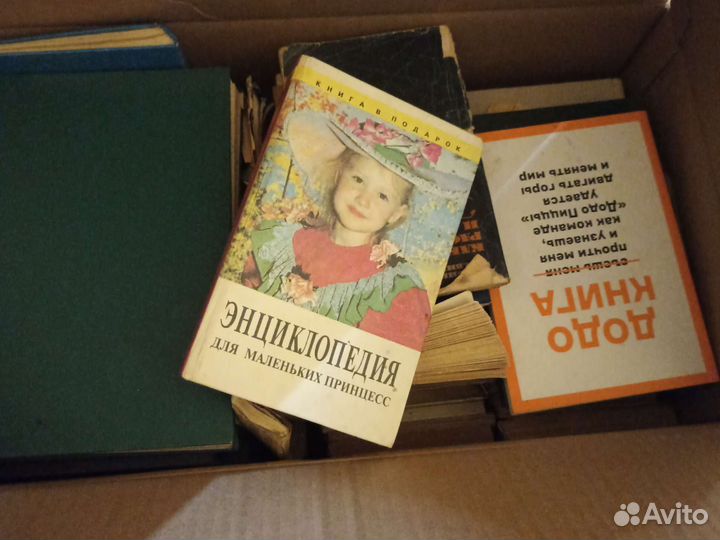 КНИГА В ПОДАРОК
ЭНЦИКЛОПЕДИЯ
ДЛЯ МАЛЕНЬКИХ ПРИНЦЕСС
ДОДО
КНИГА
съешь меня
прочти меня
и узнаешь,
как команде
«Додо Пиццы»
удается
двигать горы
и менять мир
Avito